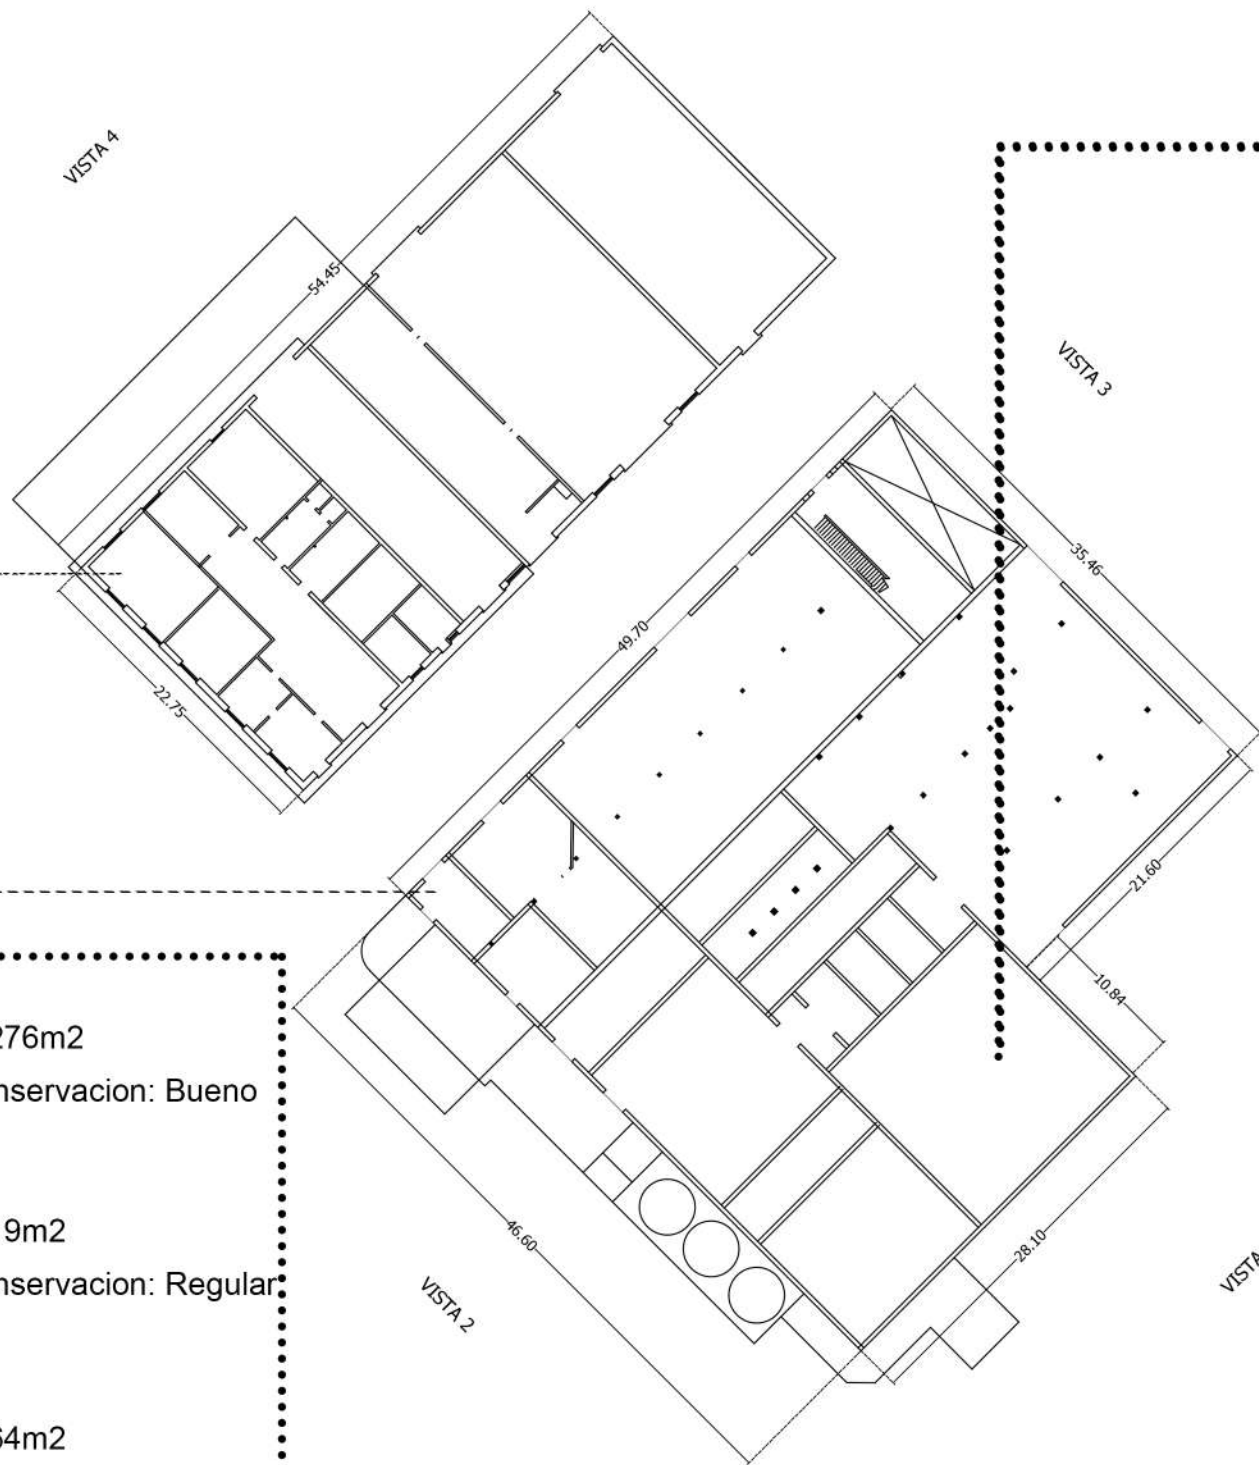 VISTA 4
54.45
VISTA 3
35.46
49.70
22.75
21.60
10.84
276m2
nservacion: Bueno
9m2
nservacion: Regular
46.60
28.10
VISTA
VISTA 2
64m2